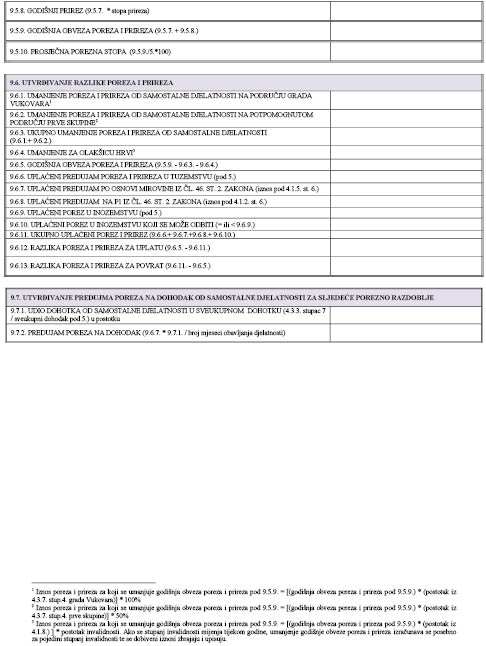 9.5.8. GODIŠNJI PRIREZ (9.5.7. * stopa prireza)
9.5.9. GODIŠNJA OBVEZA POREZA I PRIREZA (9.5.7. + 9.5.8.)
9.5.10. PROSJEČNA POREZNA STOPA (9.5.9./5.*100)
9.6. UTVRĐIVANJE RAZLIKE POREZA I PRIREZA
9.6.1. UMANJENJE POREZA I PRIREZA OD SAMOSTALNE DJELATNOSTI NA PODRUČJU GRADA
VUKOVARA¹
9.6.2. UMANJENJE POREZA I PRIREZA OD SAMOSTALNE DJELATNOSTI NA POTPOMOGNUTOM
PODRUČJU PRVE SKUPINE²
9.6.3. UKUPNO UMANJENJE POREZA I PRIREZA OD SAMOSTALNE DJELATNOSTI
(9.6.1.+ 9.6.2.)
9.6.4. UMANJENJE ZA OLAKŠICU HRVI³
9.6.5. GODIŠNJA OBVEZA POREZA I PRIREZA (9.5.9. - 9.6.3. - 9.6.4.)
9.6.6. UPLAĆENI PREDUJAM POREZA I PRIREZA U TUZEMSTVU (pod 5.)
9.6.7. UPLAĆENI PREDUJAM PO OSNOVI MIROVINE IZ ČL. 46. ST. 2. ZAKONA (iznos pod 4.1.5. st. 6.)
9.6.8. UPLAĆENI PREDUJAM NA P1 IZ ČL. 46. ST. 2. ZAKONA (iznos pod 4.1.2. st. 6.)
9.6.9. UPLAĆENI POREZ U INOZEMSTVU (pod 5.)
9.6.10. UPLAĆENI POREZ U INOZEMSTVU KOJI SE MOŽE ODBITI (= ili < 9.6.9.)
9.6.11. UKUPNO UPLAĆENI POREZ I PRIREZ (9.6.6.+ 9.6.7.+9.6.8.+ 9.6.10.)
9.6.12. RAZLIKA POREZA I PRIREZA ZA UPLATU (9.6.5. - 9.6.11.)
9.6.13. RAZLIKA POREZA I PRIREZA ZA POVRAT (9.6.11. - 9.6.5.)
9.7. UTVRĐIVANJE PREDUJMA POREZA NA DOHODAK OD SAMOSTALNE DJELATNOSTI ZA SLJEDEĆE POREZNO RAZDOBLJE
9.7.1. UDIO DOHOTKA OD SAMOSTALNE DJELATNOSTI U SVEUKUPNOM DOHOTKU (4.3.3. stupac 7
/ sveukupni dohodak pod 5.) u postotku
9.7.2. PREDUJAM POREZA NA DOHODAK (9.6.7. * 9.7.1. / broj mjeseci obavljanja djelatnosti)
¹ Iznos poreza i prireza za koji se umanjuje godišnja obveza poreza i prireza pod 9.5.9. = [(godišnja obveza poreza i prireza pod 9.5.9.) * (postotak iz
4.3.7. stup.4. grada Vukovara)] * 100%
² Iznos poreza i prireza za koji se umanjuje godišnja obveza poreza i prireza pod 9.5.9. = [(godišnja obveza poreza i prireza pod 9.5.9.) * (postotak iz
4.3.7. stup.4. prve skupine)] * 50%
³ Iznos poreza i prireza za koji se umanjuje godišnja obveza poreza i prireza pod 9.5.9. = [(godišnja obveza poreza i prireza pod 9.5.9.) * (postotak iz
4.1.8.) ] * postotak invalidnosti. Ako se stupanj invalidnosti mijenja tijekom godine, umanjenje godišnje obveze poreza i prireza izračunava se posebno
za pojedini stupanj invalidnosti te se dobiveni iznosi zbrajaju i upisuju.